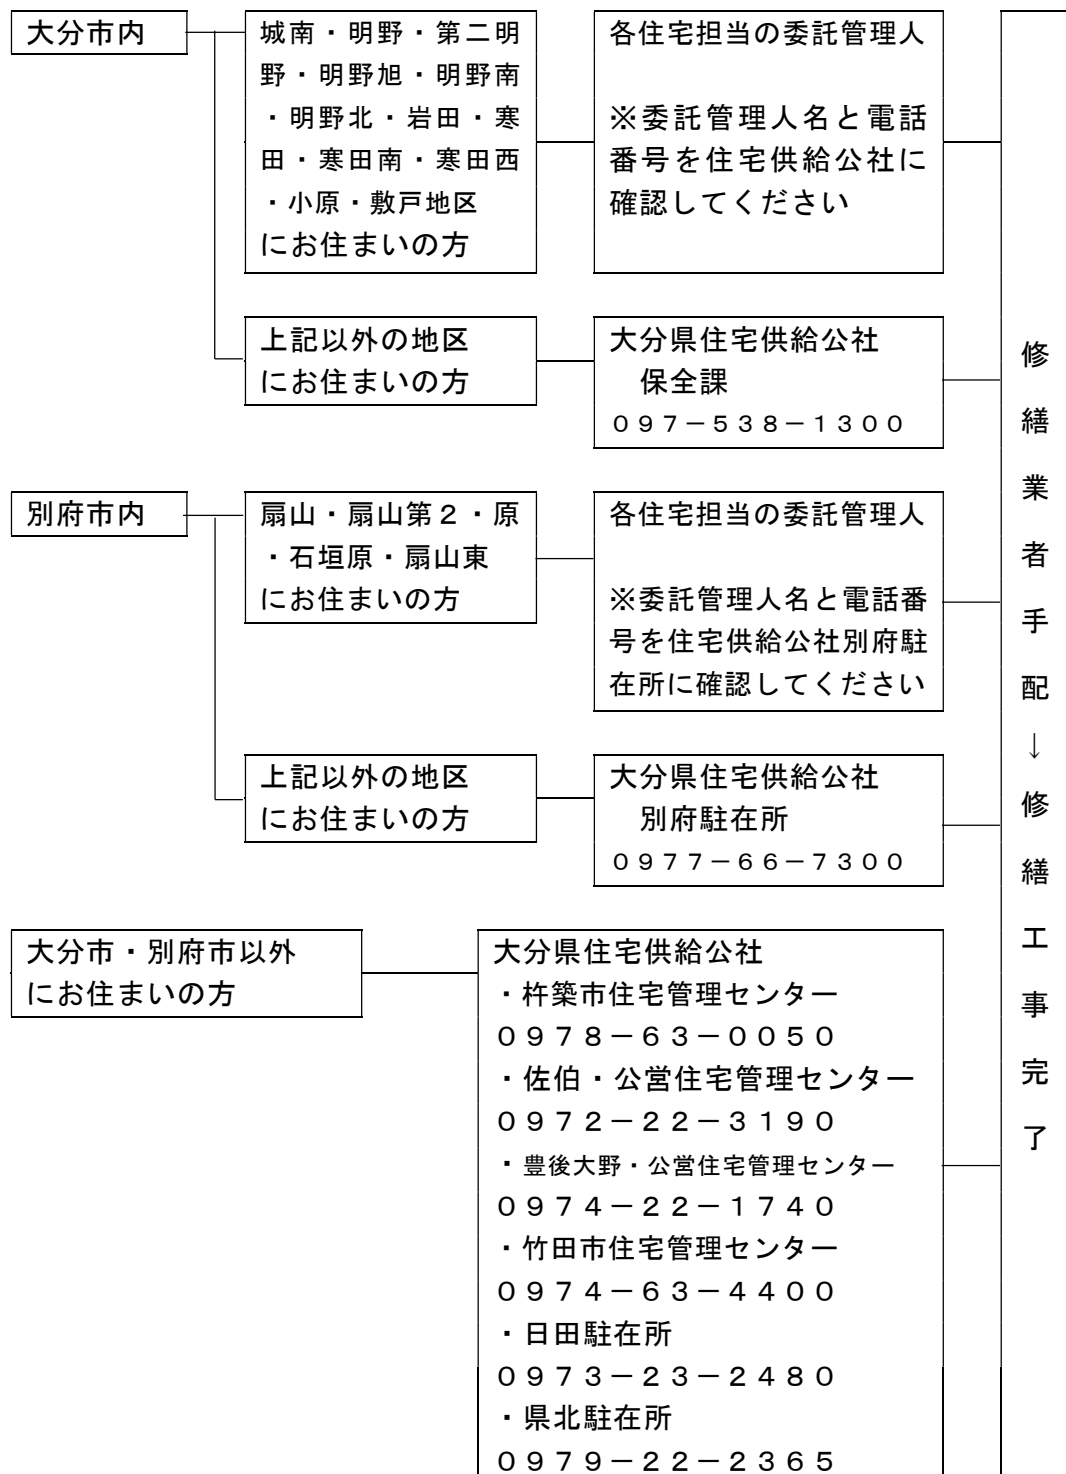 大分市内
城南・明野・第二明
野・明野旭・明野南
・明野北・岩田・寒
田・寒田南・寒田西
・小原・敷戸地区
にお住まいの方
各住宅担当の委託管理人
※委託管理人名と電話
番号を住宅供給公社に
確認してください
上記以外の地区
にお住まいの方
大分県住宅供給公社
保全課
０９７－５３８－１３００
別府市内
扇山・扇山第２・原
・石垣原・扇山東
にお住まいの方
各住宅担当の委託管理人
※委託管理人名と電話番
号を住宅供給公社別府駐
在所に確認してください
上記以外の地区
にお住まいの方
大分県住宅供給公社
別府駐在所
０９７７－６６－７３００
大分市・別府市以外
にお住まいの方
大分県住宅供給公社
・杵築市住宅管理センター
０９７８－６３－００５０
・佐伯・公営住宅管理センター
０９７２－２２－３１９０
・豊後大野・公営住宅管理センター
０９７４－２２－１７４０
・竹田市住宅管理センター
０９７４－６３－４４００
・日田駐在所
０９７３－２３－２４８０
・県北駐在所
０９７９－２２－２３６５
修繕業者手配↓修繕工事完了